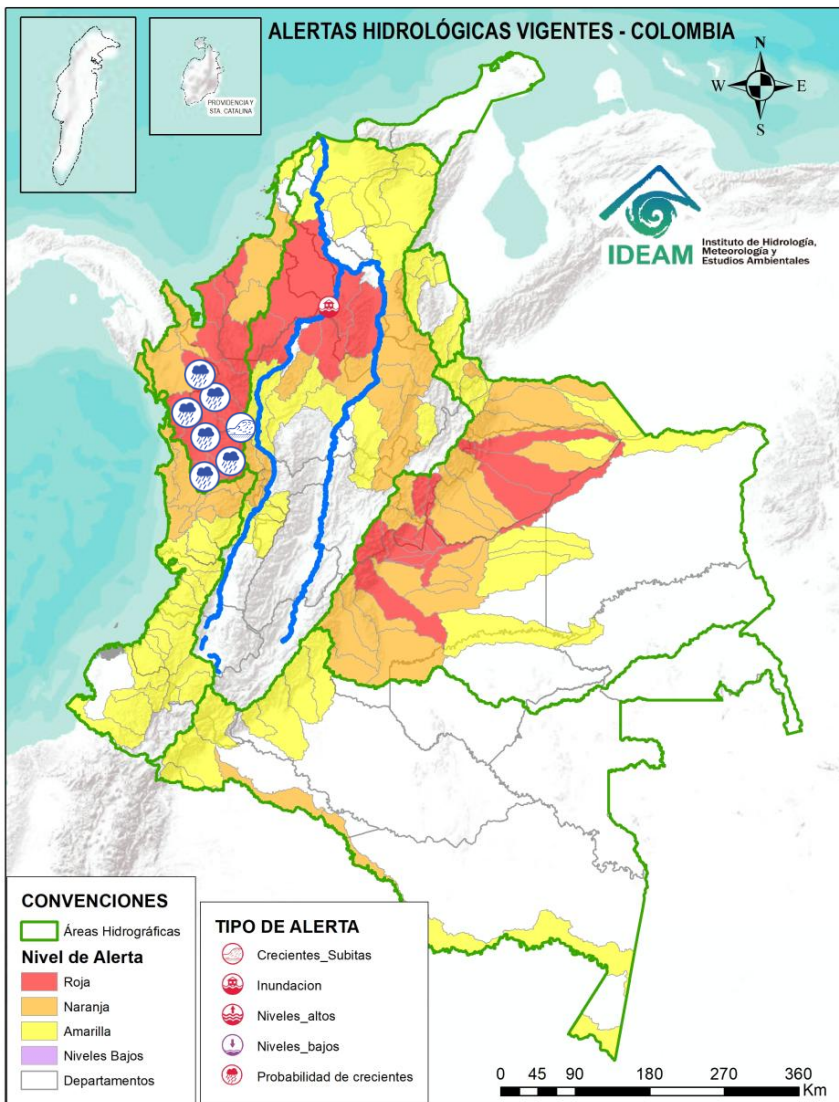 ALERTAS HIDROLÓGICAS VIGENTES - COLOMBIA
PROVIDENCIA Y
STA. CATALINA
N
W
E
S
IDEAM
Instituto de Hidrología,
Meteorología y
Estudios Ambientales
CONVENCIONES
Áreas Hidrográficas
Nivel de Alerta
Roja
Naranja
Amarilla
Niveles Bajos
Departamentos
TIPO DE ALERTA
Crecientes_Subitas
Inundacion
Niveles_altos
Niveles_bajos
Probabilidad de crecientes
0 45 90 180 270 360
Km